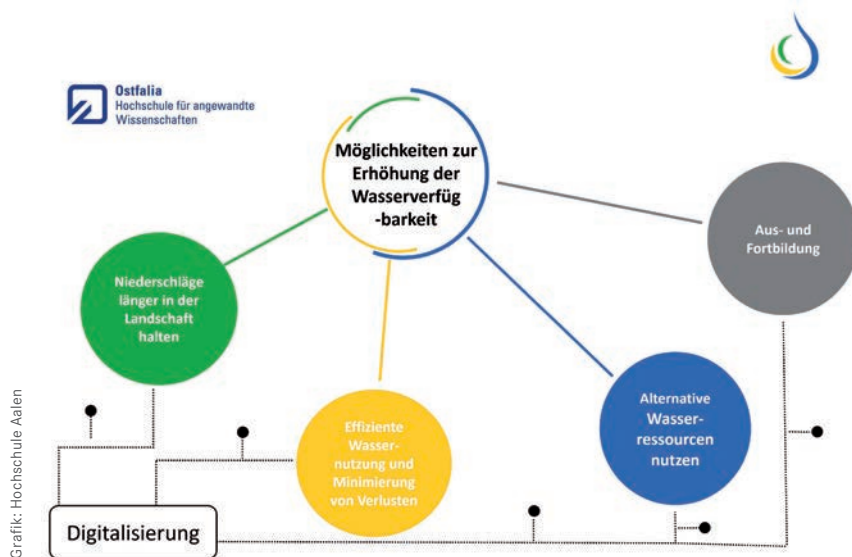 Ostfalia
Hochschule für angewandte
Wissenschaften
Möglichkeiten zur
Erhöhung der
Wasserverfüg
-barkeit
Aus- und
Fortbildung
Niederschläge
länger in der
Landschaft
halten
Effiziente
Wasser-
nutzung und
Minimierung
von Verlusten
Alternative
Wasser-
ressourcen
nutzen
Digitalisierung
Grafik: Hochschule Aalen